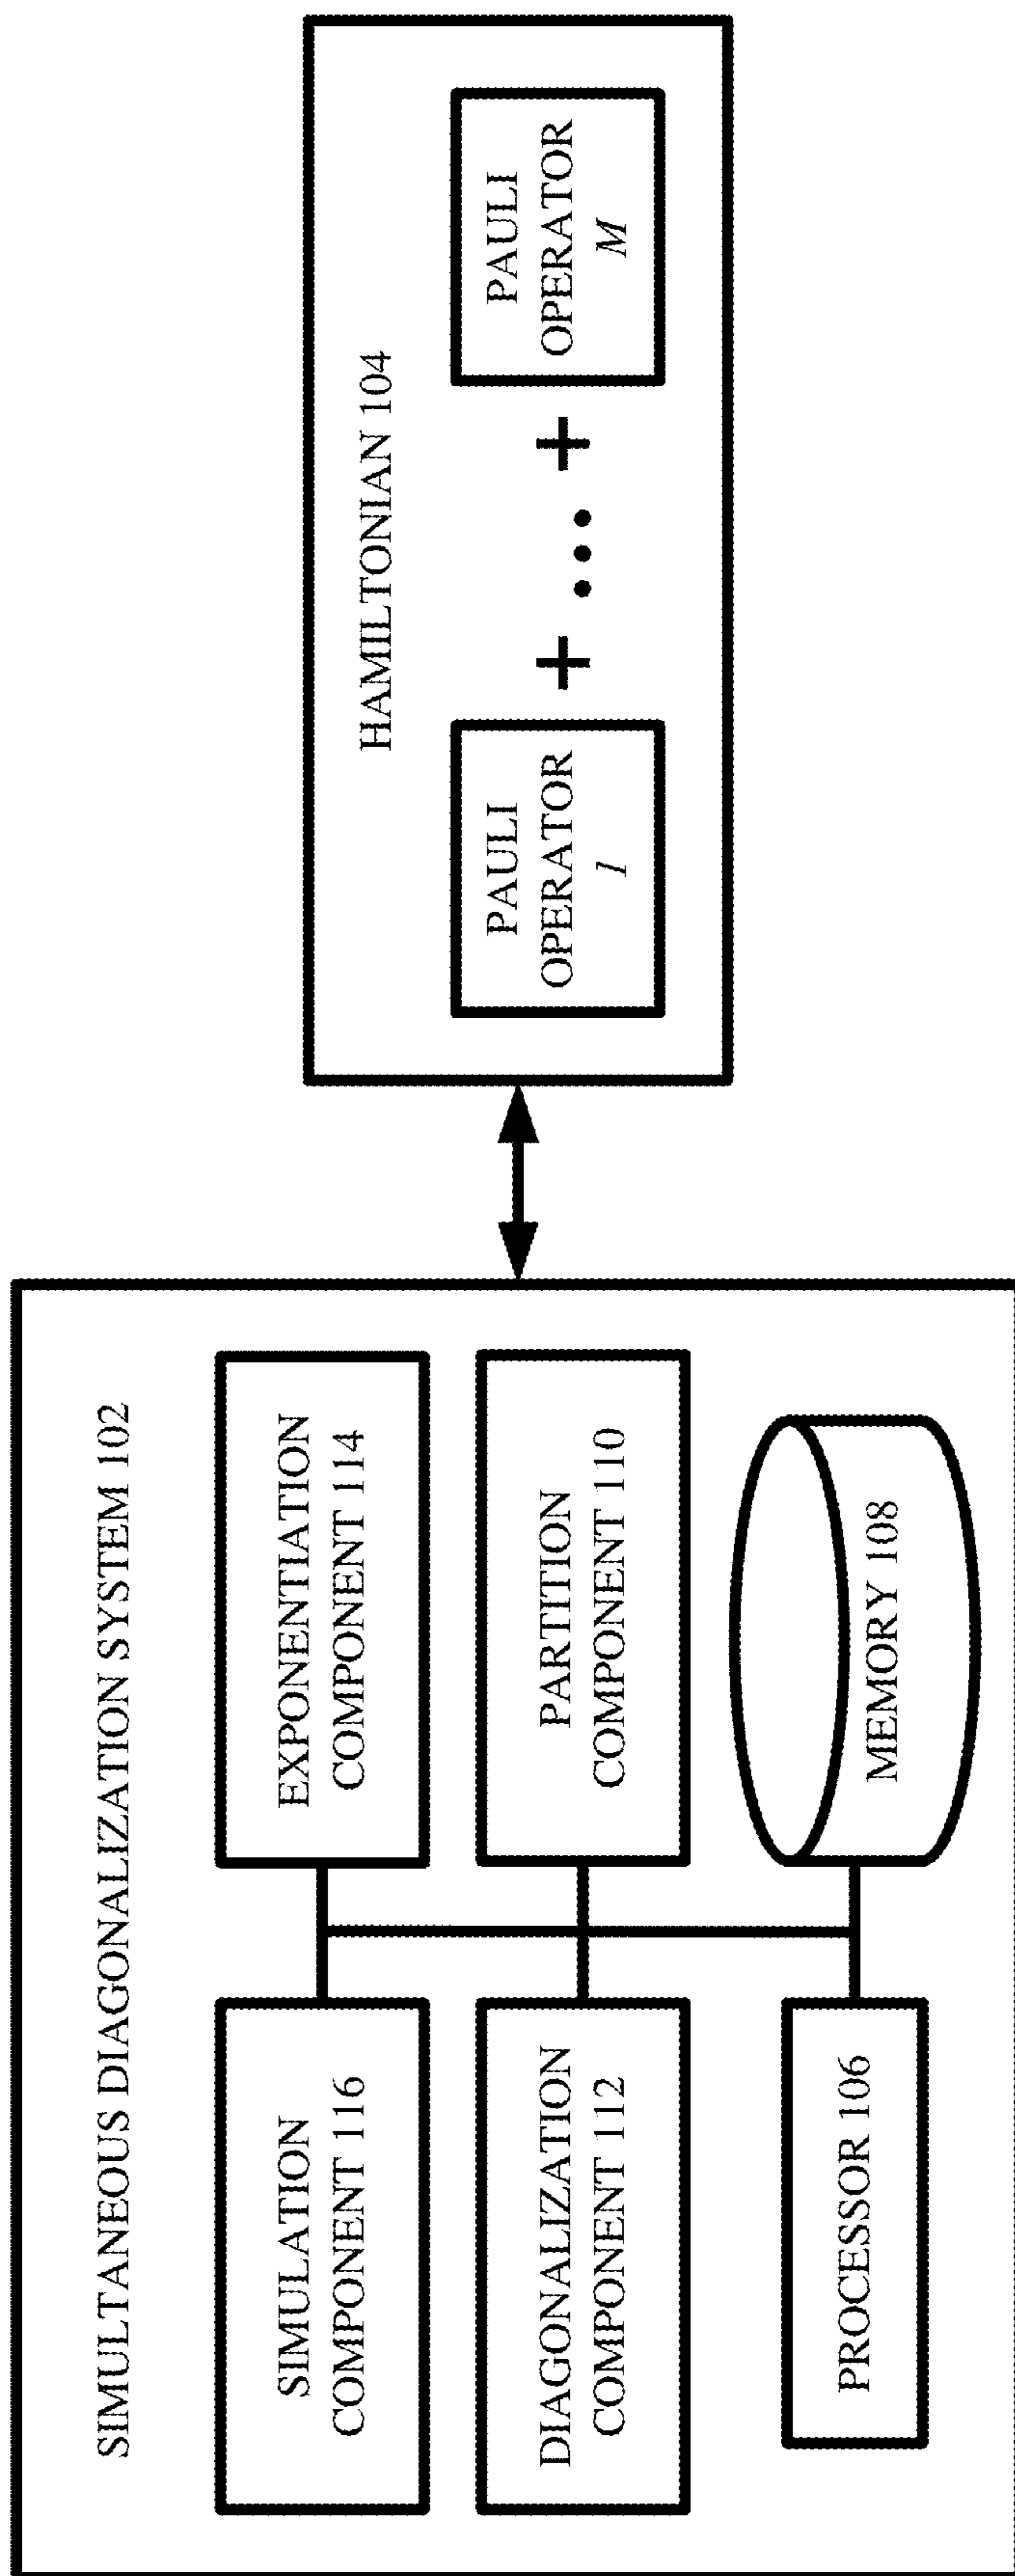 SIMULTANEOUS DIAGONALIZATION SYSTEM 102
SIMULATION
COMPONENT 116
EXPONENTIATION
COMPONENT 114
DIAGONALIZATION
COMPONENT 112
PARTITION
COMPONENT 110
PROCESSOR 106
MEMORY 108
HAMILTONIAN 104
PAULI
OPERATOR
1
+
•••
+
PAULI
OPERATOR
M